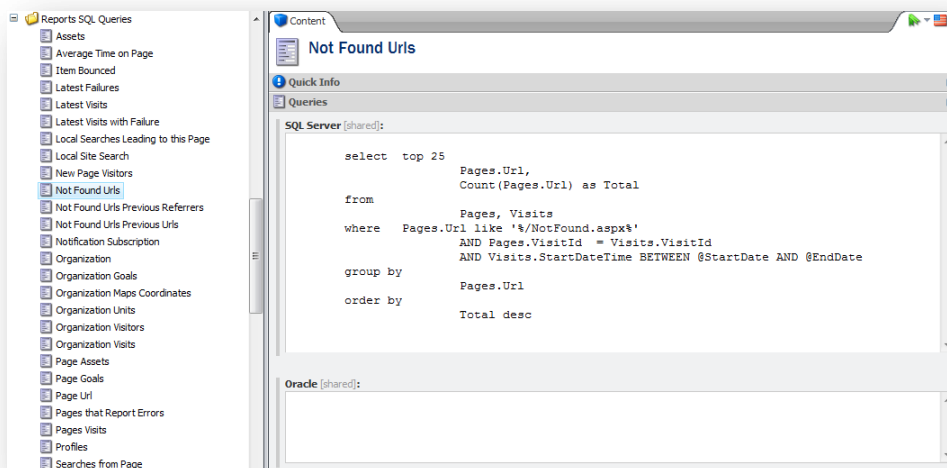 Reports SQL Queries
Assets
Average Time on Page
Item Bounced
Latest Failures
Latest Visits
Latest Visits with Failure
Local Searches Leading to this Page
Local Site Search
New Page Visitors
Not Found Urls
Not Found Urls Previous Referrers
Not Found Urls Previous Urls
Notification Subscription
Organization
Organization Goals
Organization Maps Coordinates
Organization Units
Organization Visitors
Organization Visits
Page Assets
Page Goals
Page Url
Pages that Report Errors
Pages Visits
Profiles
Searches from Page
Content
Not Found Urls
Quick Info
Queries
SQL Server [shared]:
select top 25
Pages.Url,
Count(Pages.Url) as Total
from
Pages, Visits
where Pages.Url like '%/NotFound.aspx%'
AND Pages.VisitId = Visits.VisitId
AND Visits.StartDateTime BETWEEN @StartDate AND @EndDate
group by
Pages.Url
order by
Total desc
Oracle [shared]: